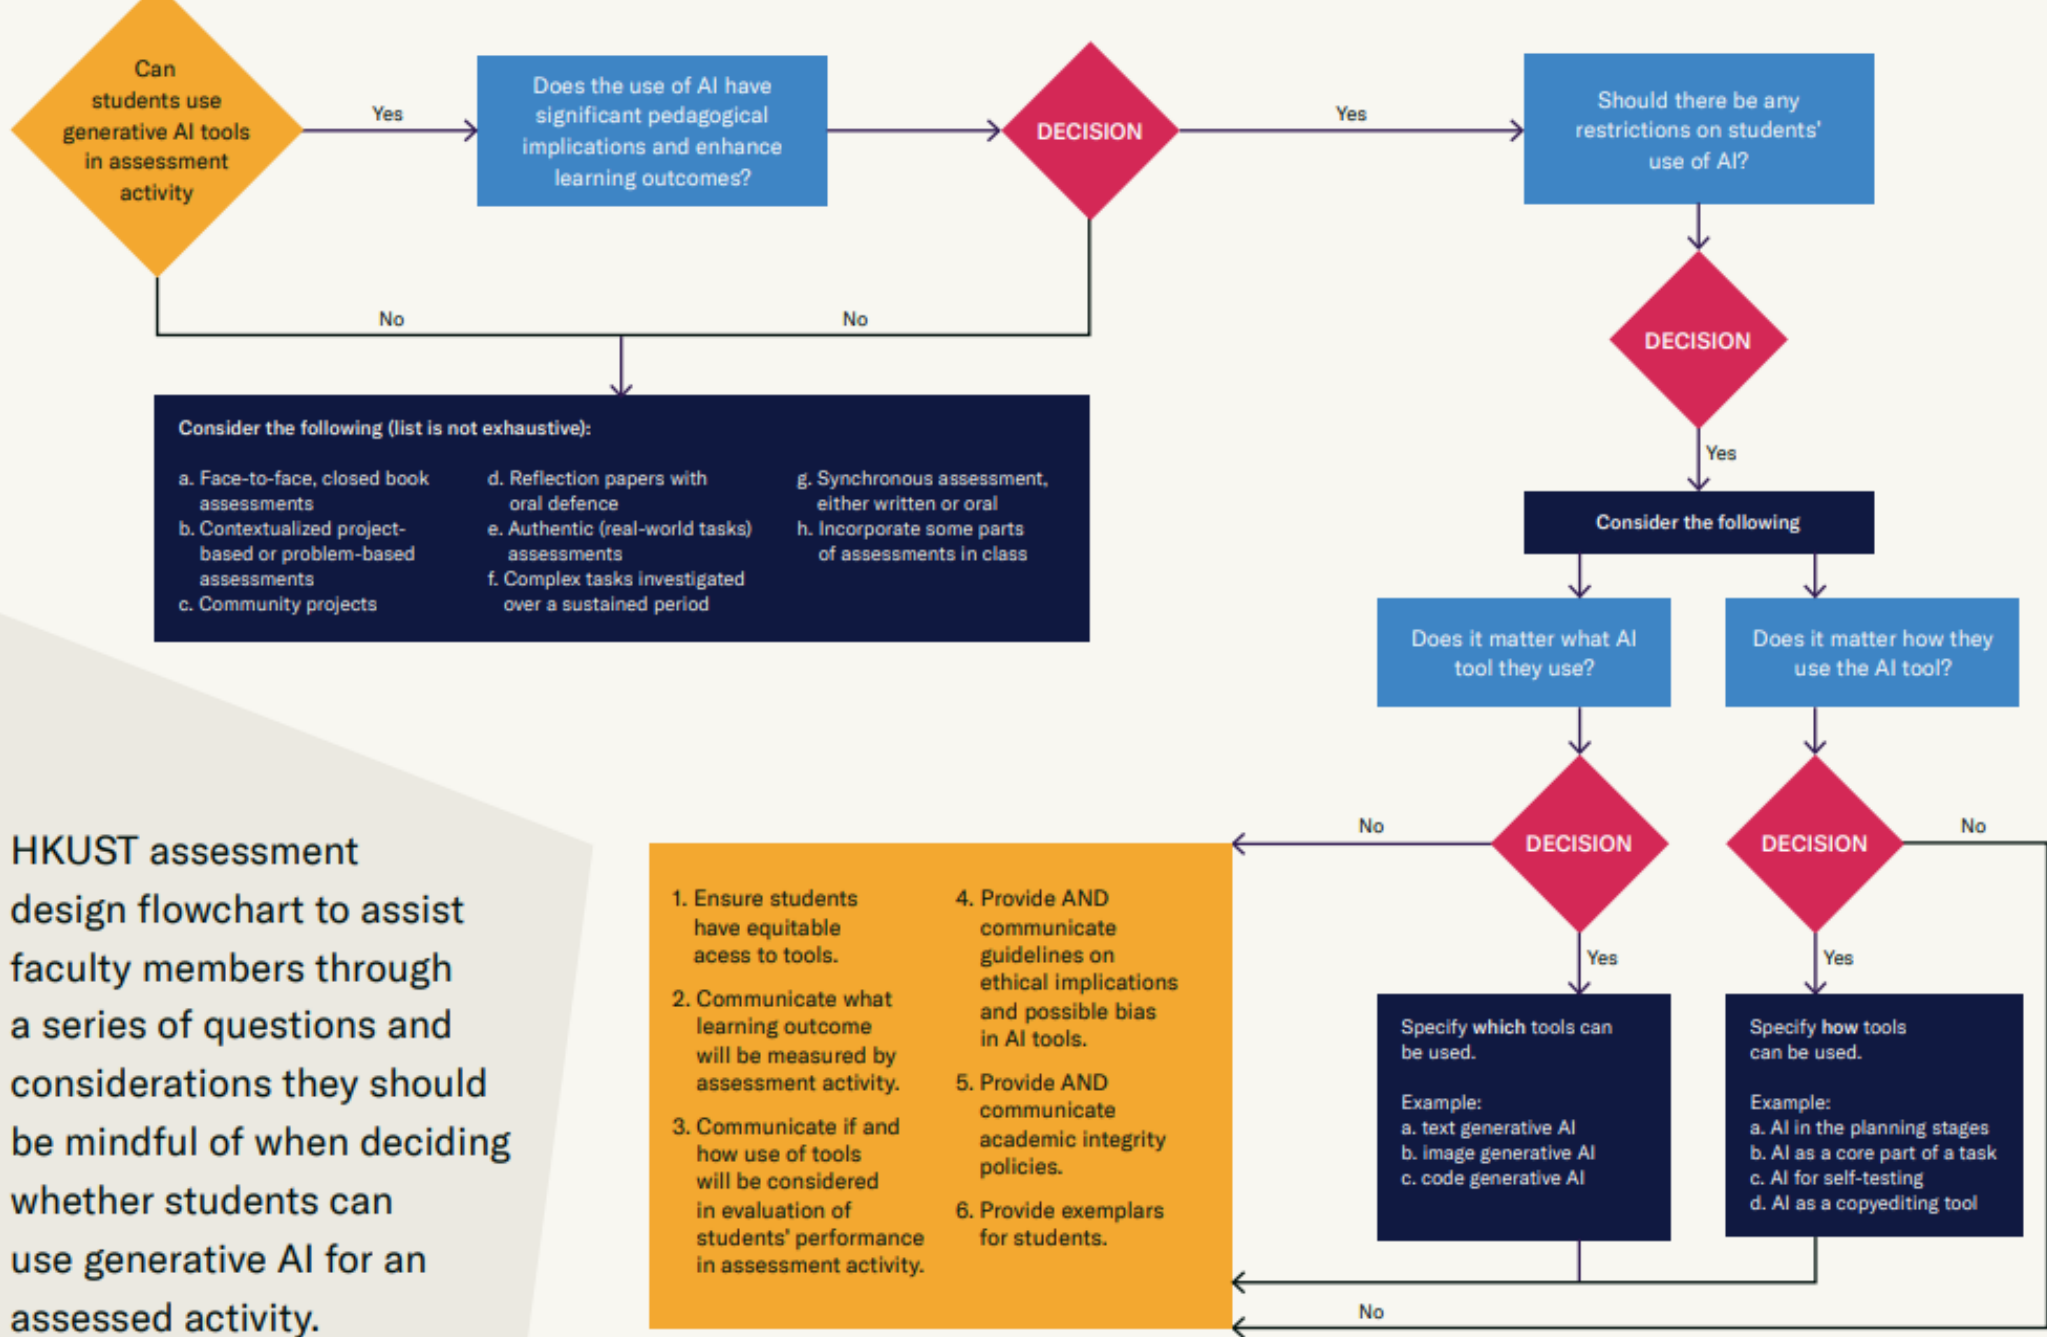 Can
students use
generative AI tools
in assessment
activity
Yes
Does the use of AI have
significant pedagogical
implications and enhance
learning outcomes?
DECISION
Yes
Should there be any
restrictions on students'
use of AI?
No
No
DECISION
Yes
Consider the following (list is not exhaustive):
a. Face-to-face, closed book
assessments
b. Contextualized project-
based or problem-based
assessments
c. Community projects
d. Reflection papers with
oral defence
e. Authentic (real-world tasks)
assessments
f. Complex tasks investigated
over a sustained period
g. Synchronous assessment,
either written or oral
h. Incorporate some parts
of assessments in class
Consider the following
Does it matter what AI
tool they use?
Does it matter how they
use the AI tool?
No
DECISION
DECISION
No
Yes
Yes
HKUST assessment
design flowchart to assist
faculty members through
a series of questions and
considerations they should
be mindful of when deciding
whether students can
use generative AI for an
assessed activity.
1. Ensure students
have equitable
acess to tools.
2. Communicate what
learning outcome
will be measured by
assessment activity.
3. Communicate if and
how use of tools
will be considered
in evaluation of
students' performance
in assessment activity.
4. Provide AND
communicate
guidelines on
ethical implications
and possible bias
in AI tools.
5. Provide AND
communicate
academic integrity
policies.
6. Provide exemplars
for students.
Specify which tools can
be used.
Example:
a. text generative AI
b. image generative AI
c. code generative AI
Specify how tools
can be used.
Example:
a. AI in the planning stages
b. AI as a core part of a task
c. AI for self-testing
d. AI as a copyediting tool
No